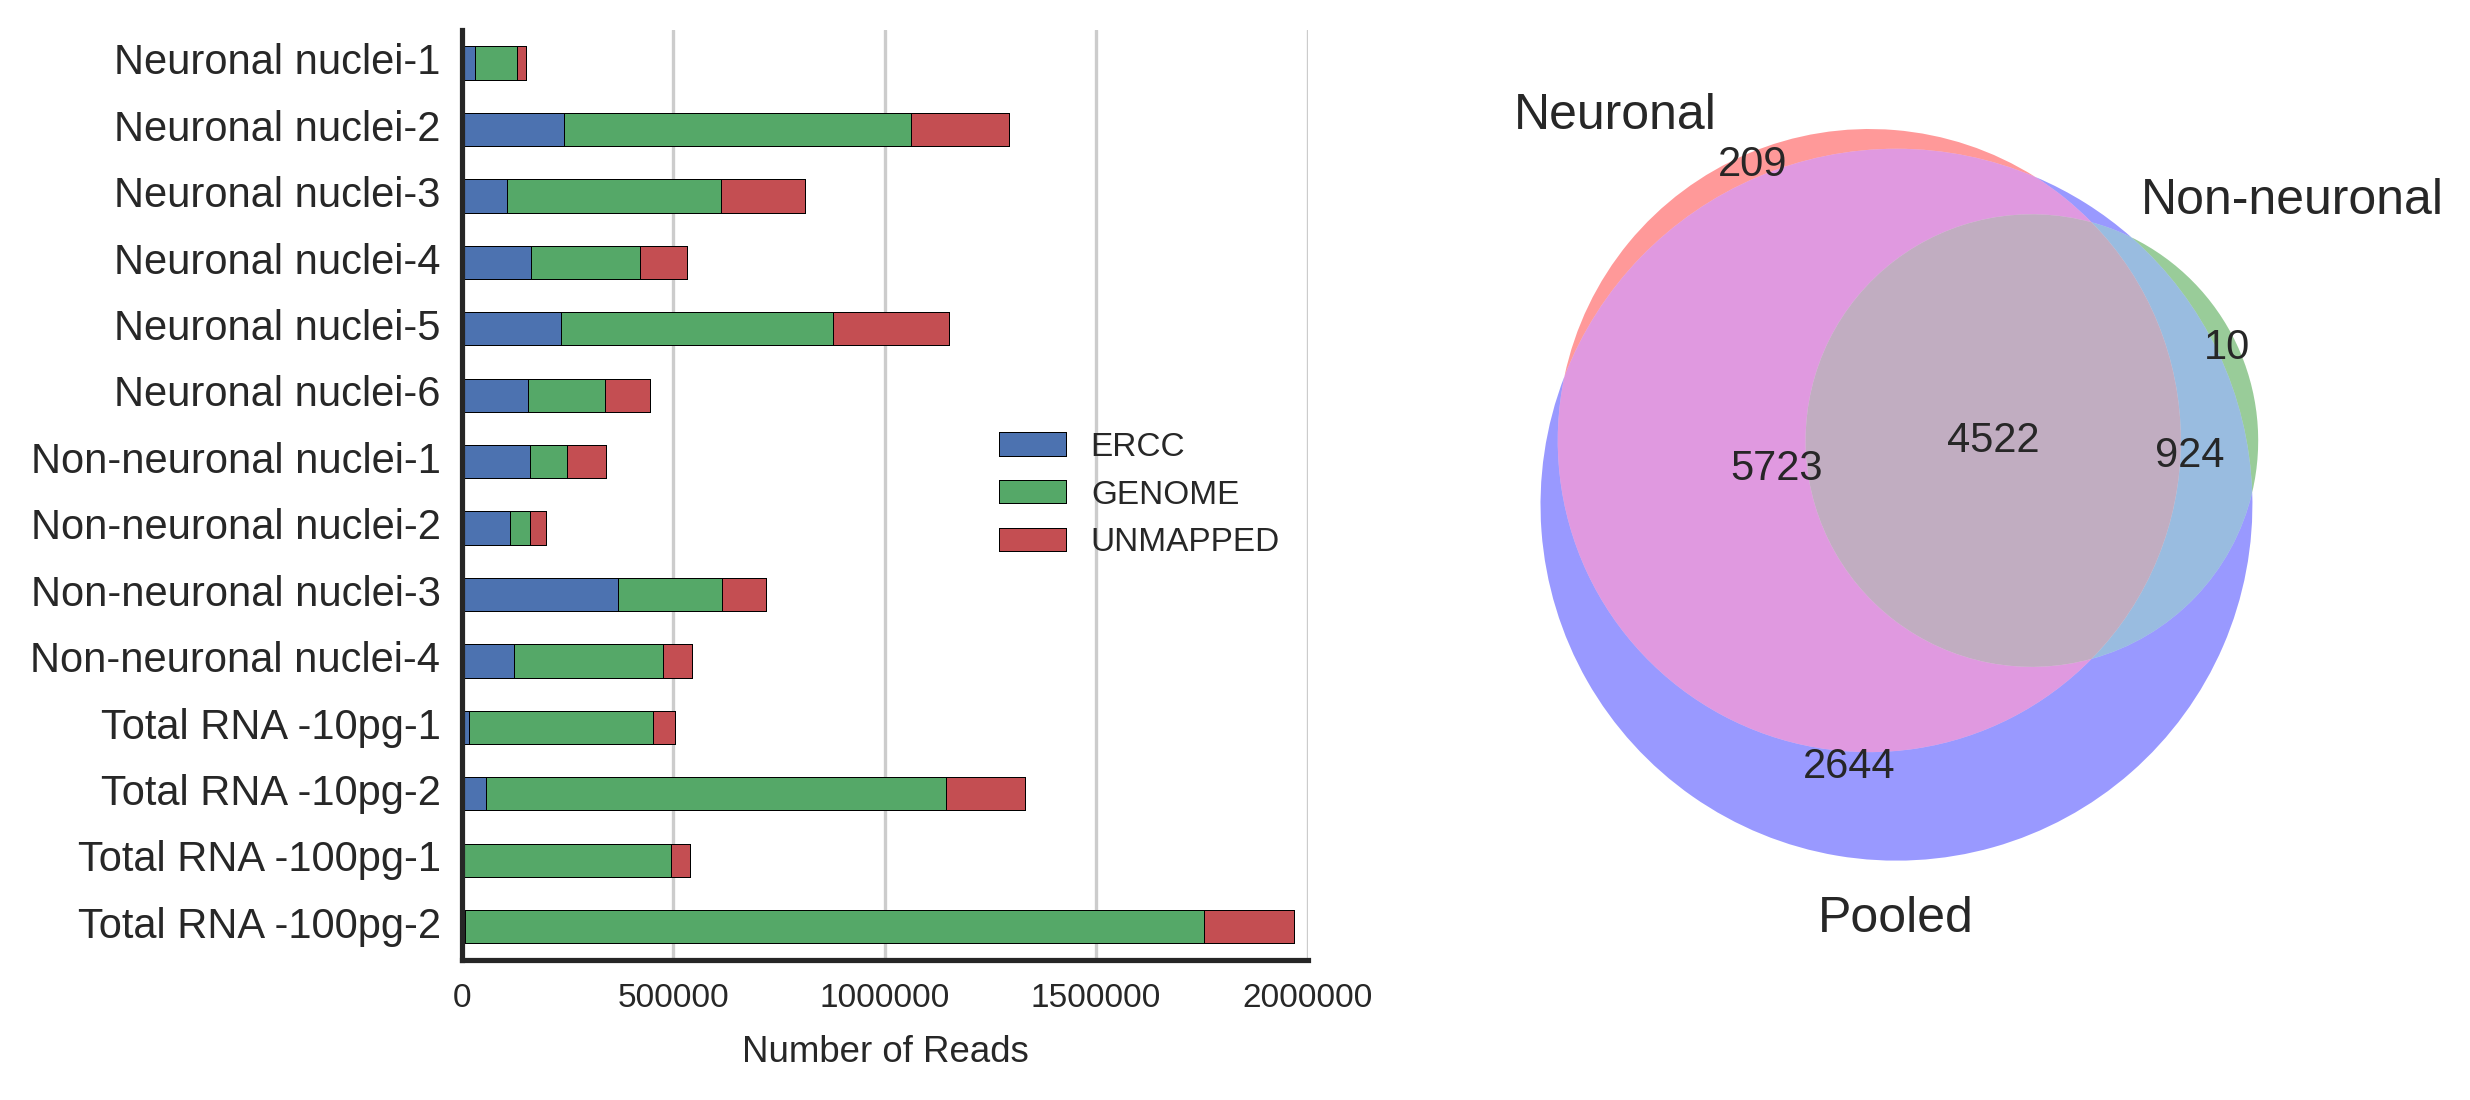 Neuronal nuclei-1
Neuronal nuclei-2
Neuronal nuclei-3
Neuronal nuclei-4
Neuronal nuclei-5
Neuronal nuclei-6
Non-neuronal nuclei-1
Non-neuronal nuclei-2
Non-neuronal nuclei-3
Non-neuronal nuclei-4
Total RNA -10pg-1
Total RNA -10pg-2
Total RNA -100pg-1
Total RNA -100pg-2
0 500000 1000000 1500000 2000000
Number of Reads
ERCC
GENOME
UNMAPPED
Neuronal
209
Non-neuronal
10
4522
924
5723
2644
Pooled